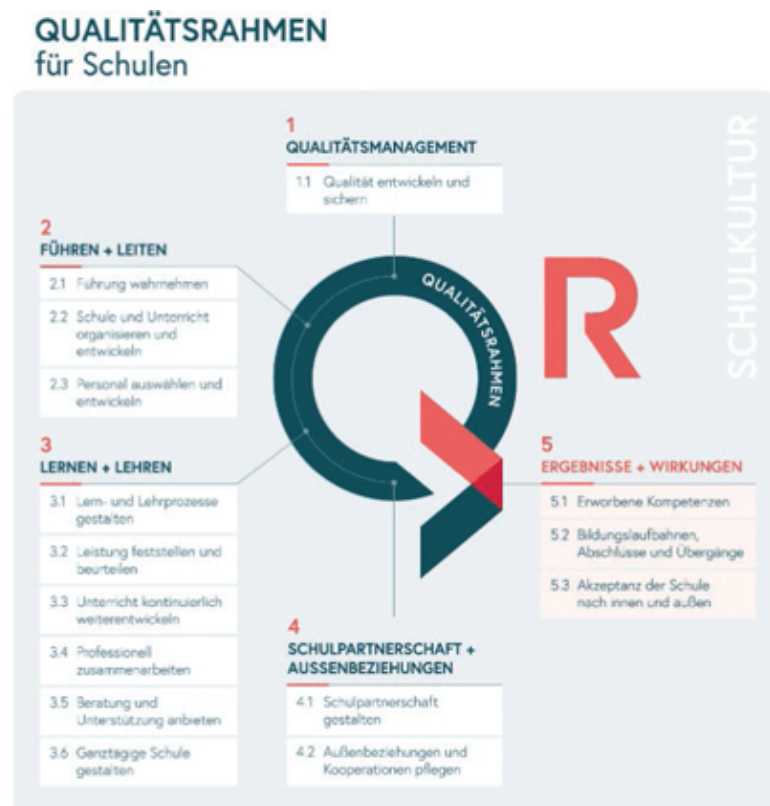 QUALITÄTSRAHMEN
für Schulen
SCHULKULTUR
1
QUALITÄTSMANAGEMENT
1.1 Qualität entwickeln und
sichern
2
FÜHREN + LEITEN
2.1 Führung wahrnehmen
2.2 Schule und Unterricht
organisieren und
entwickeln
2.3 Personal auswählen und
entwickeln
QUALITÄTSRAHMEN
R
3
LERNEN + LEHREN
3.1 Lern- und Lehrprozesse
gestalten
3.2 Leistung feststellen und
beurteilen
3.3 Unterricht kontinuierlich
weiterentwickeln
3.4 Professionell
zusammenarbeiten
3.5 Beratung und
Unterstützung anbieten
3.6 Ganztägige Schule
gestalten
4
SCHULPARTNERSCHAFT +
AUSSENBEZIEHUNGEN
4.1 Schulpartnerschaft
gestalten
4.2 Außenbeziehungen und
Kooperationen pflegen
5
ERGEBNISSE + WIRKUNGEN
5.1 Erworbene Kompetenzen
5.2 Bildungslaufbahnen,
Abschlüsse und Übergänge
5.3 Akzeptanz der Schule
nach innen und außen